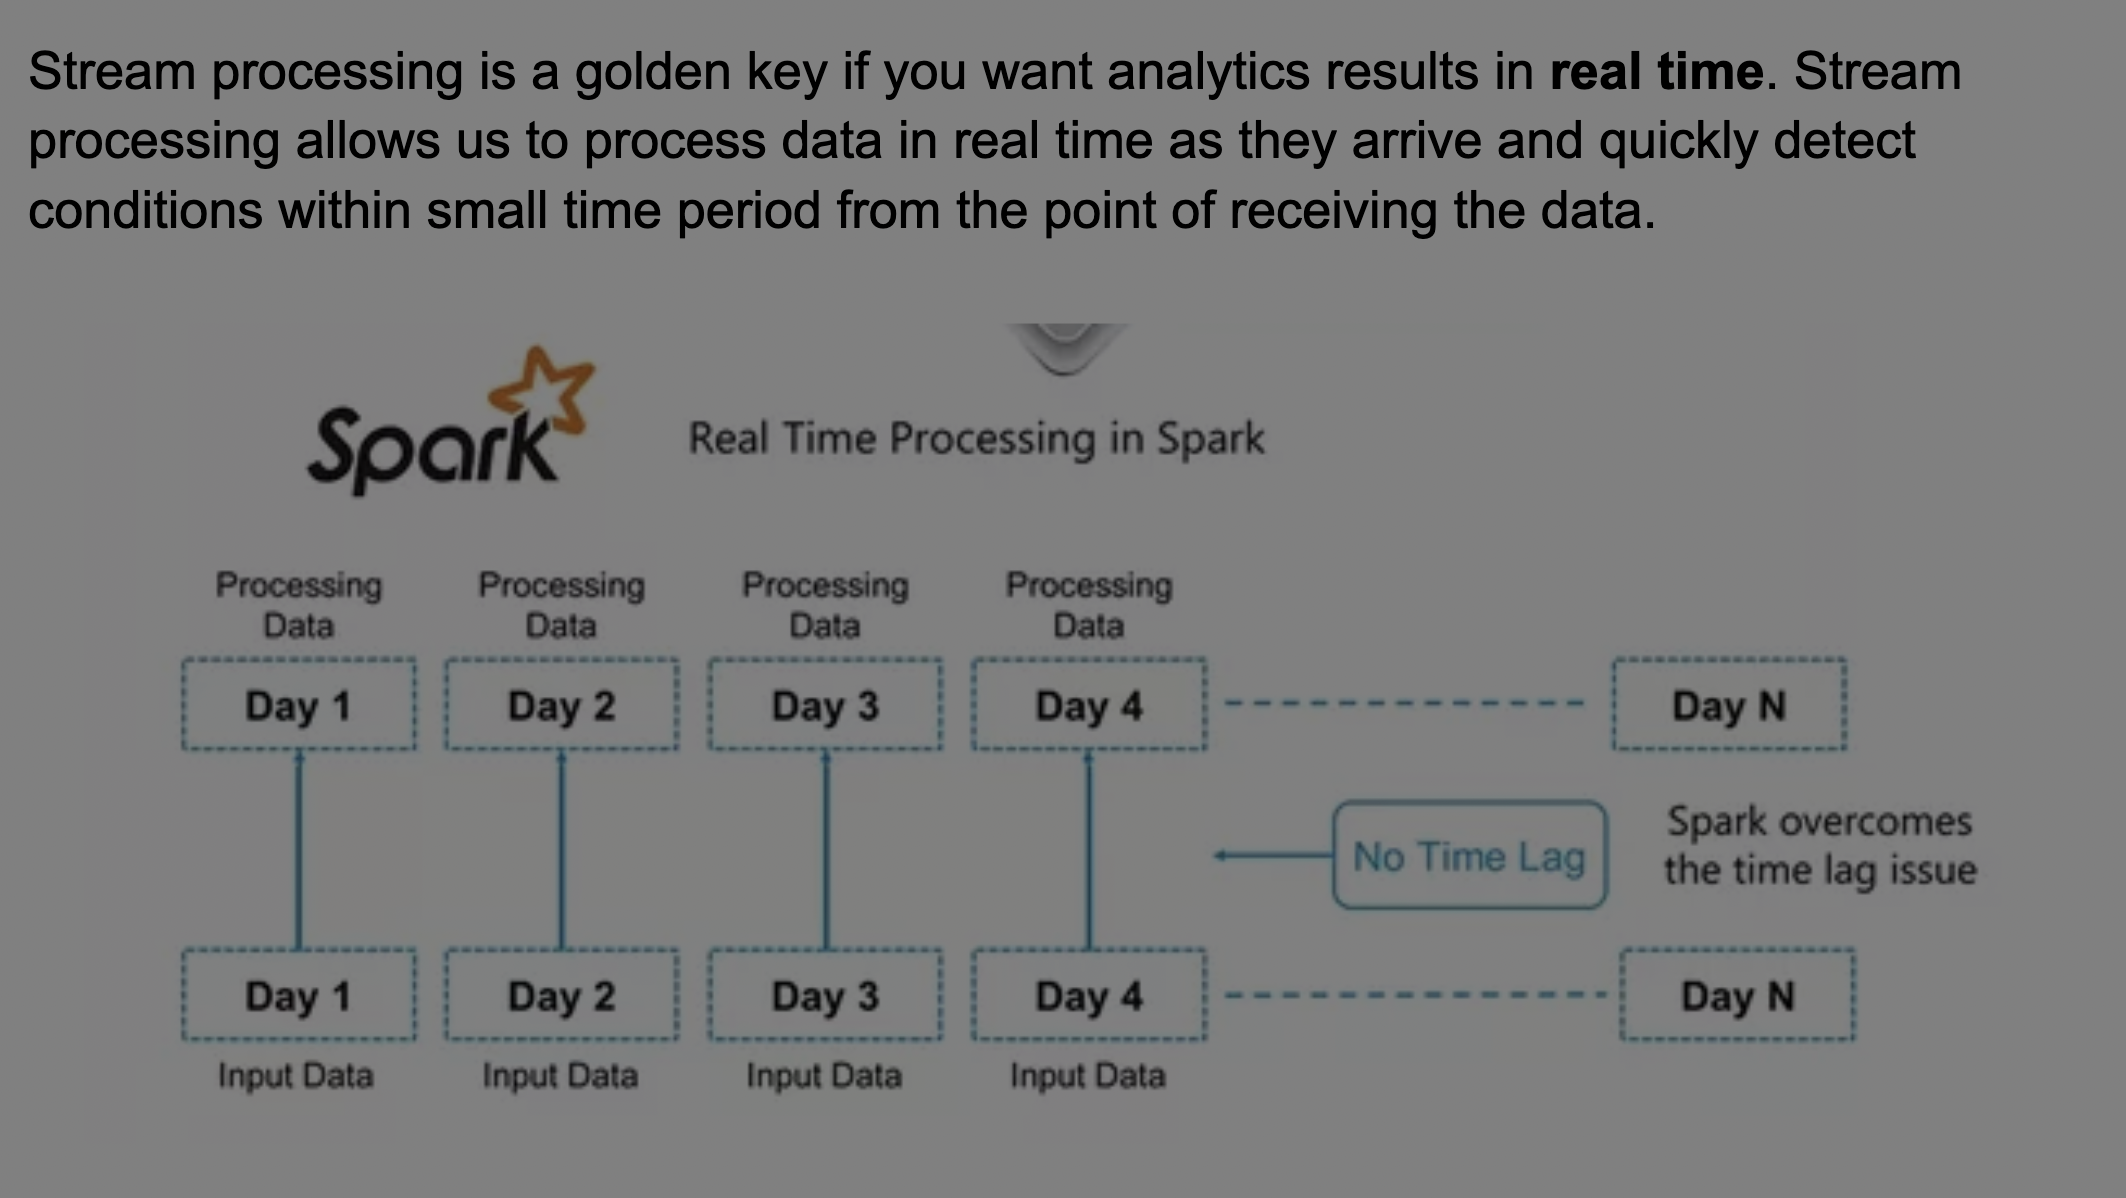 Stream processing is a golden key if you want analytics results in real time. Stream
processing allows us to process data in real time as they arrive and quickly detect
conditions within small time period from the point of receiving the data.
Spark
Real Time Processing in Spark
Processing Data
Processing Data
Processing Data
Processing Data
Day 1
Day 2
Day 3
Day 4
Day N
No Time Lag
Spark overcomes
the time lag issue
Day 1
Day 2
Day 3
Day 4
Day N
Input Data
Input Data
Input Data
Input Data